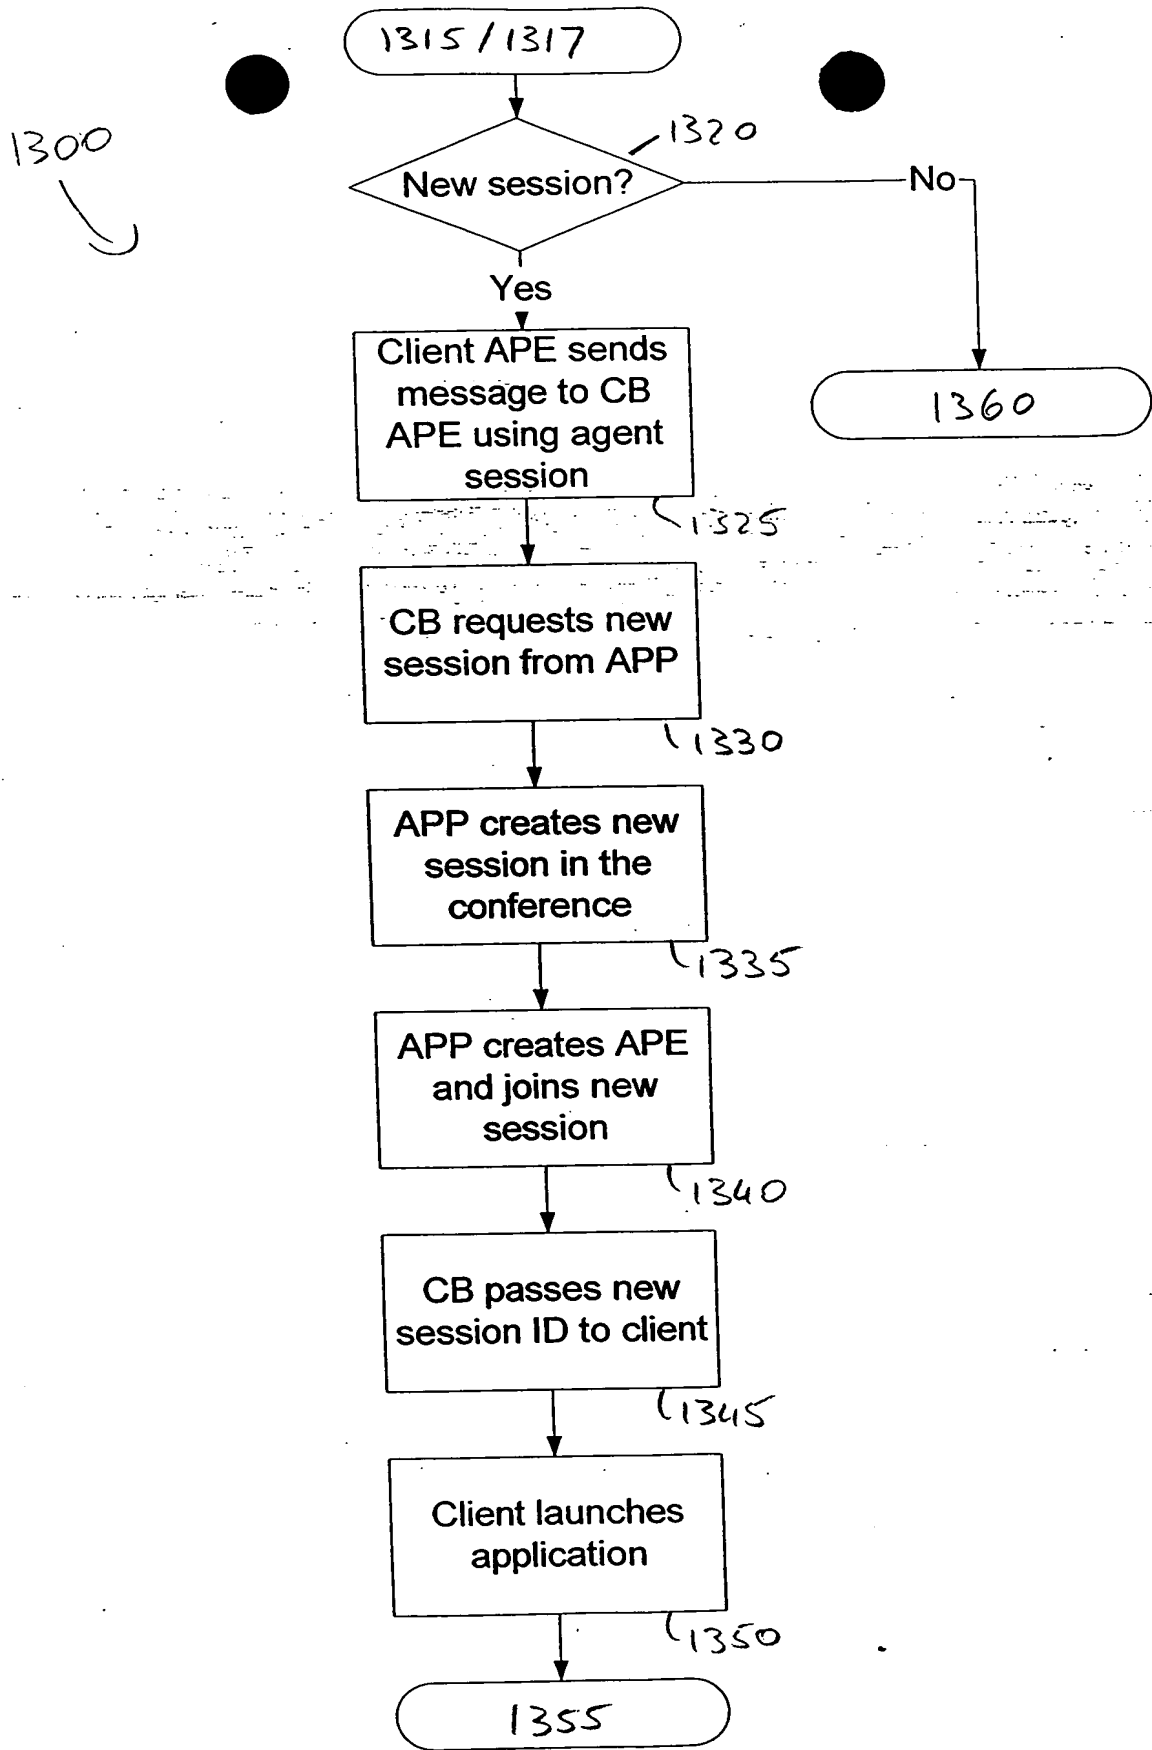 1315 / 1317
1300
1320
New session?
No
Yes
Client APE sends
message to CB
APE using agent
session
1360
1325
CB requests new
session from APP
1330
APP creates new
session in the
conference
1335
APP creates APE
and joins new
session
1340
CB passes new
session ID to client
1345
Client launches
application
1350
1355